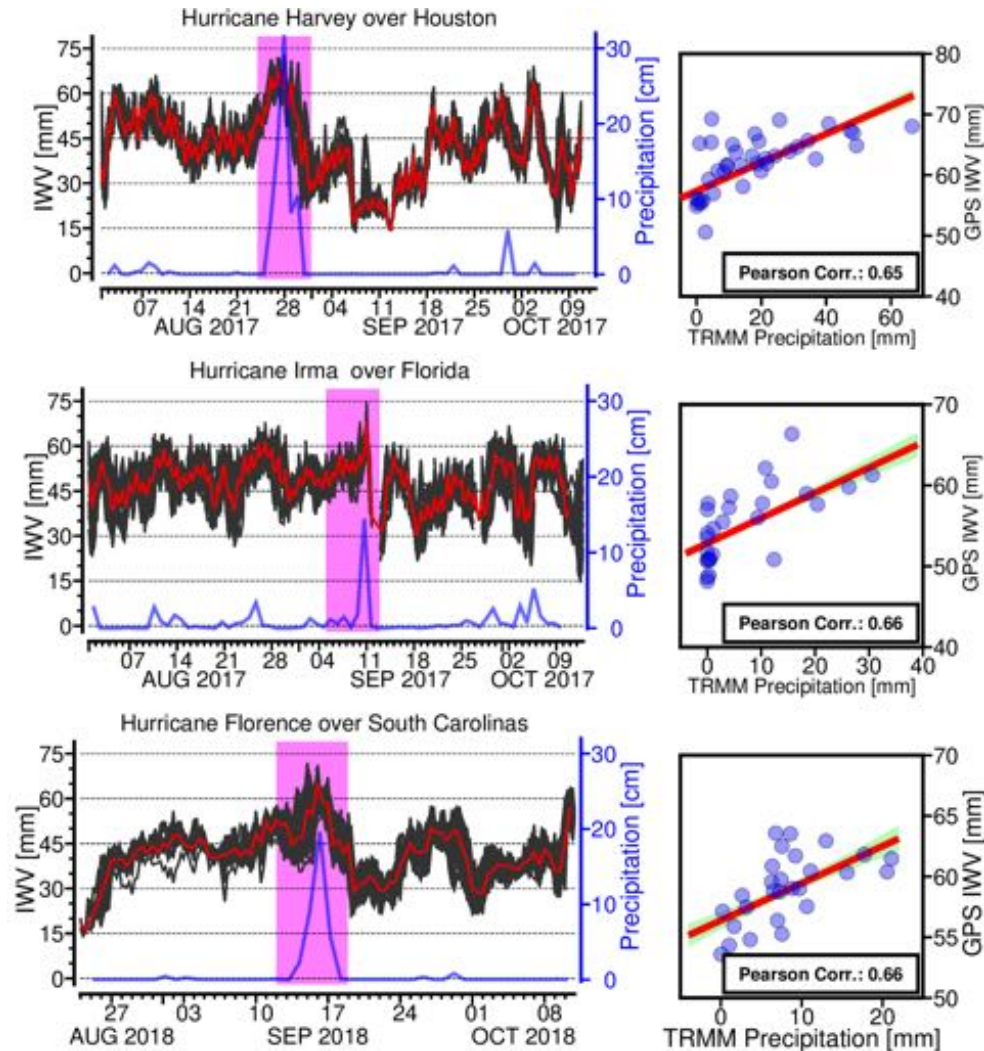 Hurricane Harvey over Houston
75
60
45
30
15
0
IWV [mm]
30
20
10
0
Precipitation [cm]
07 14 21 28 04 11 18 25 02 09
AUG 2017 SEP 2017 OCT 2017
80
70
60
50
40
GPS IWV [mm]
Pearson Corr.: 0.65
0 20 40 60
TRMM Precipitation [mm]
Hurricane Irma over Florida
75
60
45
30
15
0
IWV [mm]
30
20
10
0
Precipitation [cm]
07 14 21 28 04 11 18 25 02 09
AUG 2017 SEP 2017 OCT 2017
70
60
50
40
GPS IWV [mm]
Pearson Corr.: 0.66
0 10 20 30 40
TRMM Precipitation [mm]
Hurricane Florence over South Carolinas
75
60
45
30
15
0
IWV [mm]
30
20
10
0
Precipitation [cm]
27 03 10 17 24 01 08
AUG 2018 SEP 2018 OCT 2018
70
65
60
55
50
GPS IWV [mm]
Pearson Corr.: 0.66
0 10 20
TRMM Precipitation [mm]